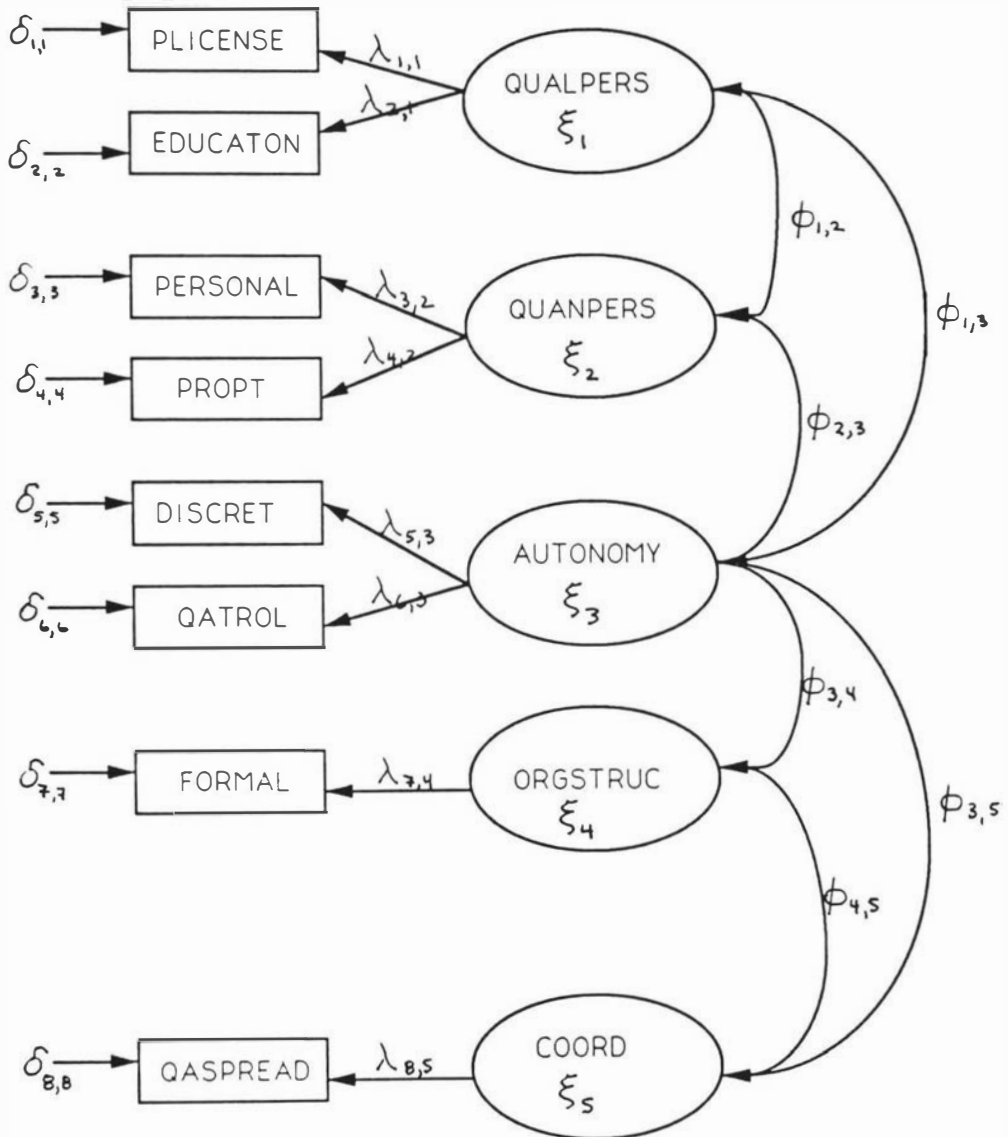 δ1,1
PLICENSE
λ1,1
QUALPERS
ξ1
λ2,1
δ2,2
EDUCATON
ϕ1,2
δ3,3
PERSONAL
λ3,2
QUANPERS
ξ2
ϕ1,3
λ4,2
δ4,4
PROPT
ϕ2,3
δ5,5
DISCRET
λ5,3
AUTONOMY
ξ3
λ6,3
δ6,6
QATROL
ϕ3,4
δ7,7
FORMAL
λ7,4
ORGSTRUC
ξ4
ϕ3,5
ϕ4,5
δ8,8
QASPREAD
λ8,5
COORD
ξ5